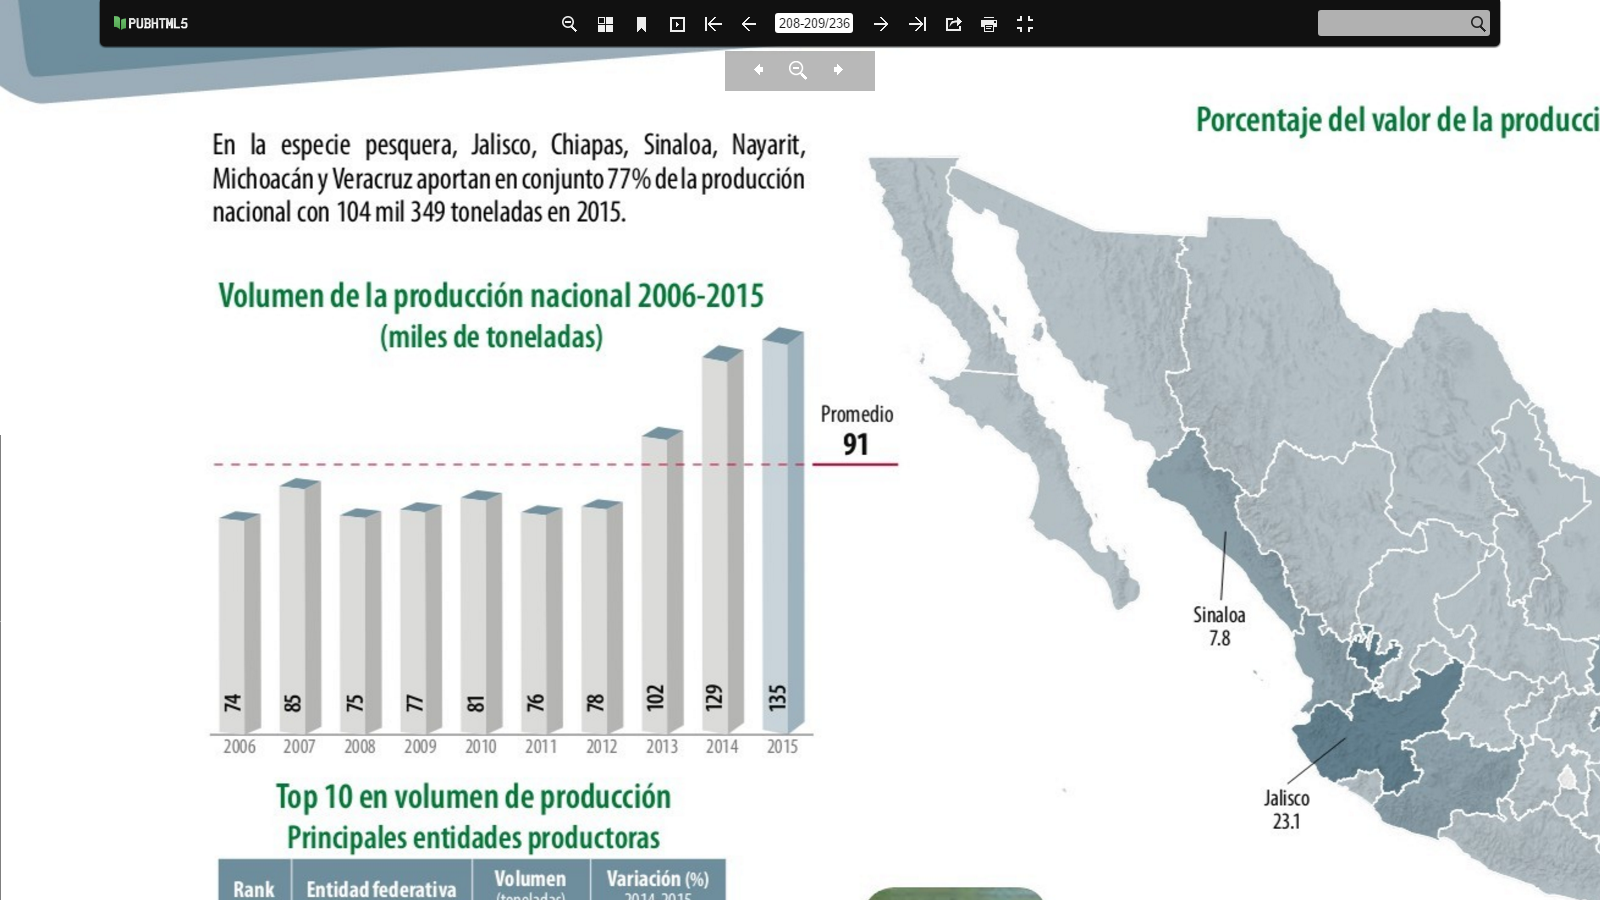 PUBHTML5
208-209/236
En la especie pesquera, Jalisco, Chiapas, Sinaloa, Nayarit,
Michoacán y Veracruz aportan en conjunto 77% de la producción
nacional con 104 mil 349 toneladas en 2015.
Volumen de la producción nacional 2006-2015
(miles de toneladas)
Promedio
91
74 85 75 77 81 76 78 102 129 135
2006 2007 2008 2009 2010 2011 2012 2013 2014 2015
Top 10 en volumen de producción
Principales entidades productoras
Rank Entidad federativa Volumen Variación (%)
(toneladas) 2014-2015
Porcentaje del valor de la producci
Sinaloa
7.8
Jalisco
23.1